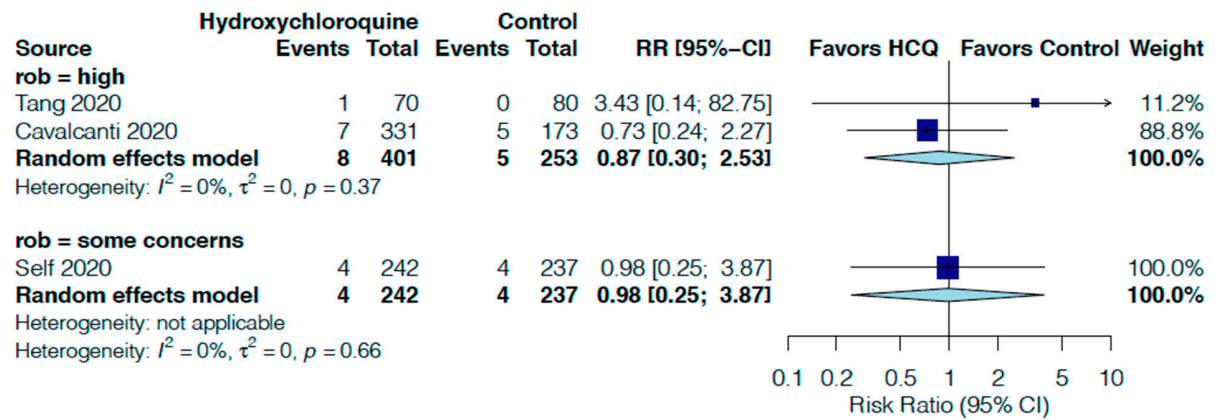 Hydroxychloroquine Control
Source Events Total Events Total RR [95%−CI] Favors HCQ Favors Control Weight
rob = high
Tang 2020 1 70 0 80 3.43 [0.14; 82.75] 11.2%
Cavalcanti 2020 7 331 5 173 0.73 [0.24; 2.27] 88.8%
Random effects model 8 401 5 253 0.87 [0.30; 2.53] 100.0%
Heterogeneity: I² = 0%, τ² = 0, p = 0.37
rob = some concerns
Self 2020 4 242 4 237 0.98 [0.25; 3.87] 100.0%
Random effects model 4 242 4 237 0.98 [0.25; 3.87] 100.0%
Heterogeneity: not applicable
Heterogeneity: I² = 0%, τ² = 0, p = 0.66
0.1 0.2 0.5 1 2 5 10
Risk Ratio (95% CI)